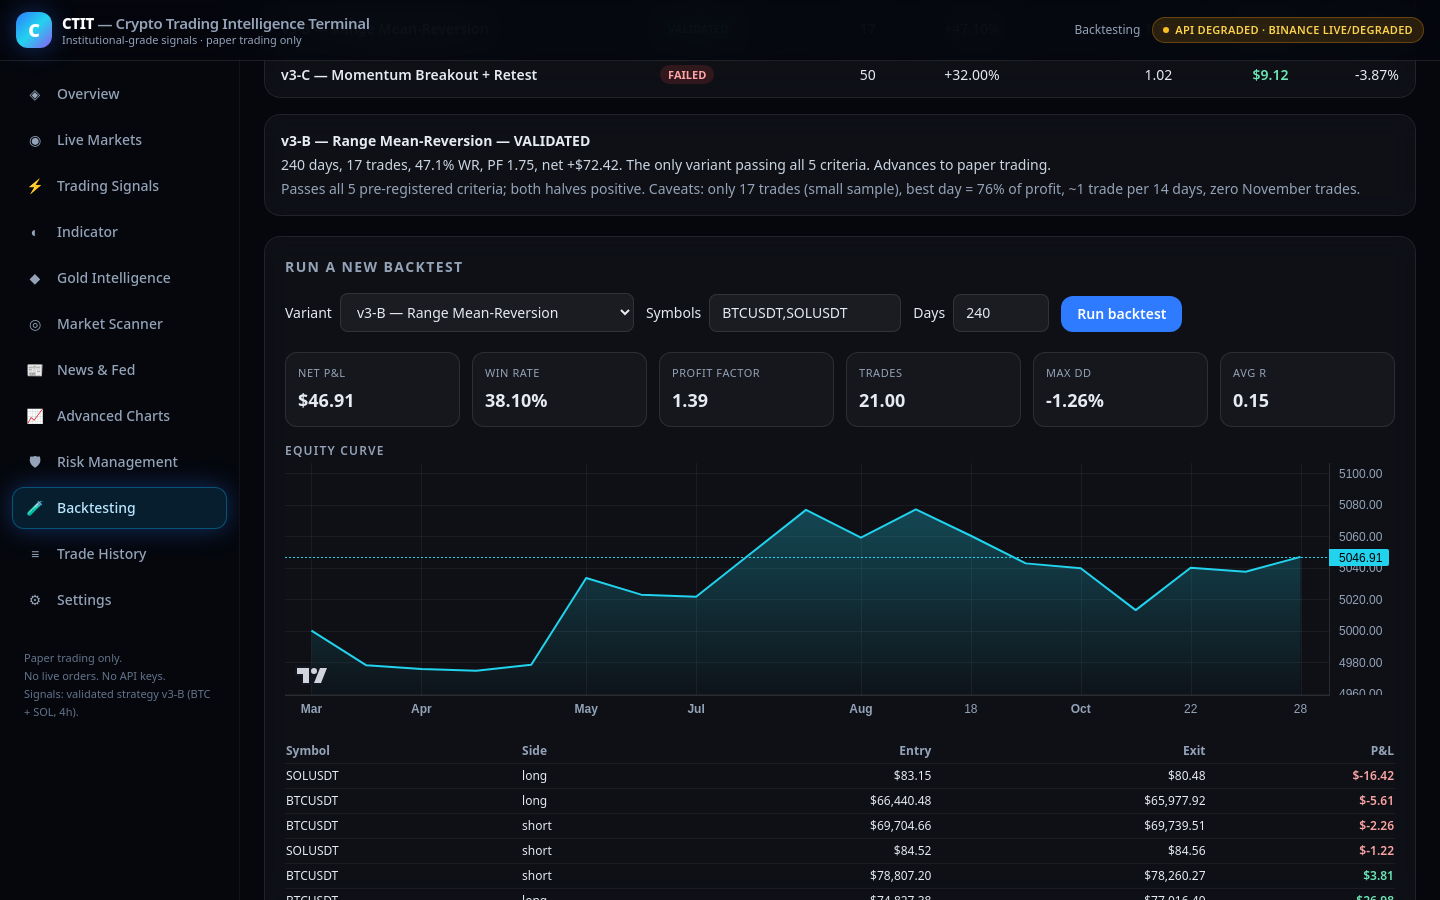 C
CTIT — Crypto Trading Intelligence Terminal
Institutional-grade signals · paper trading only
Backtesting
API DEGRADED · BINANCE LIVE/DEGRADED
Overview
Live Markets
Trading Signals
Indicator
Gold Intelligence
Market Scanner
News & Fed
Advanced Charts
Risk Management
Backtesting
Trade History
Settings
Paper trading only.
No live orders. No API keys.
Signals: validated strategy v3-B (BTC
+ SOL, 4h).
v3-C — Momentum Breakout + Retest FAILED 50 +32.00% 1.02 $9.12 -3.87%
v3-B — Range Mean-Reversion — VALIDATED
240 days, 17 trades, 47.1% WR, PF 1.75, net +$72.42. The only variant passing all 5 criteria. Advances to paper trading.
Passes all 5 pre-registered criteria; both halves positive. Caveats: only 17 trades (small sample), best day = 76% of profit, ~1 trade per 14 days, zero November trades.
RUN A NEW BACKTEST
Variant v3-B — Range Mean-Reversion Symbols BTCUSDT,SOLUSDT Days 240 Run backtest
NET P&L WIN RATE PROFIT FACTOR TRADES MAX DD AVG R
$46.91 38.10% 1.39 21.00 -1.26% 0.15
EQUITY CURVE
5100.00
5080.00
5060.00
5046.91
5040.00
5020.00
5000.00
4980.00
4960.00
Mar Apr May Jul Aug 18 Oct 22 28
Symbol Side Entry Exit P&L
SOLUSDT long $83.15 $80.48 $-16.42
BTCUSDT long $66,440.48 $65,977.92 $-5.61
BTCUSDT short $69,704.66 $69,739.51 $-2.26
SOLUSDT short $84.52 $84.56 $-1.22
BTCUSDT short $78,807.20 $78,260.27 $3.81
BTCUSDT long